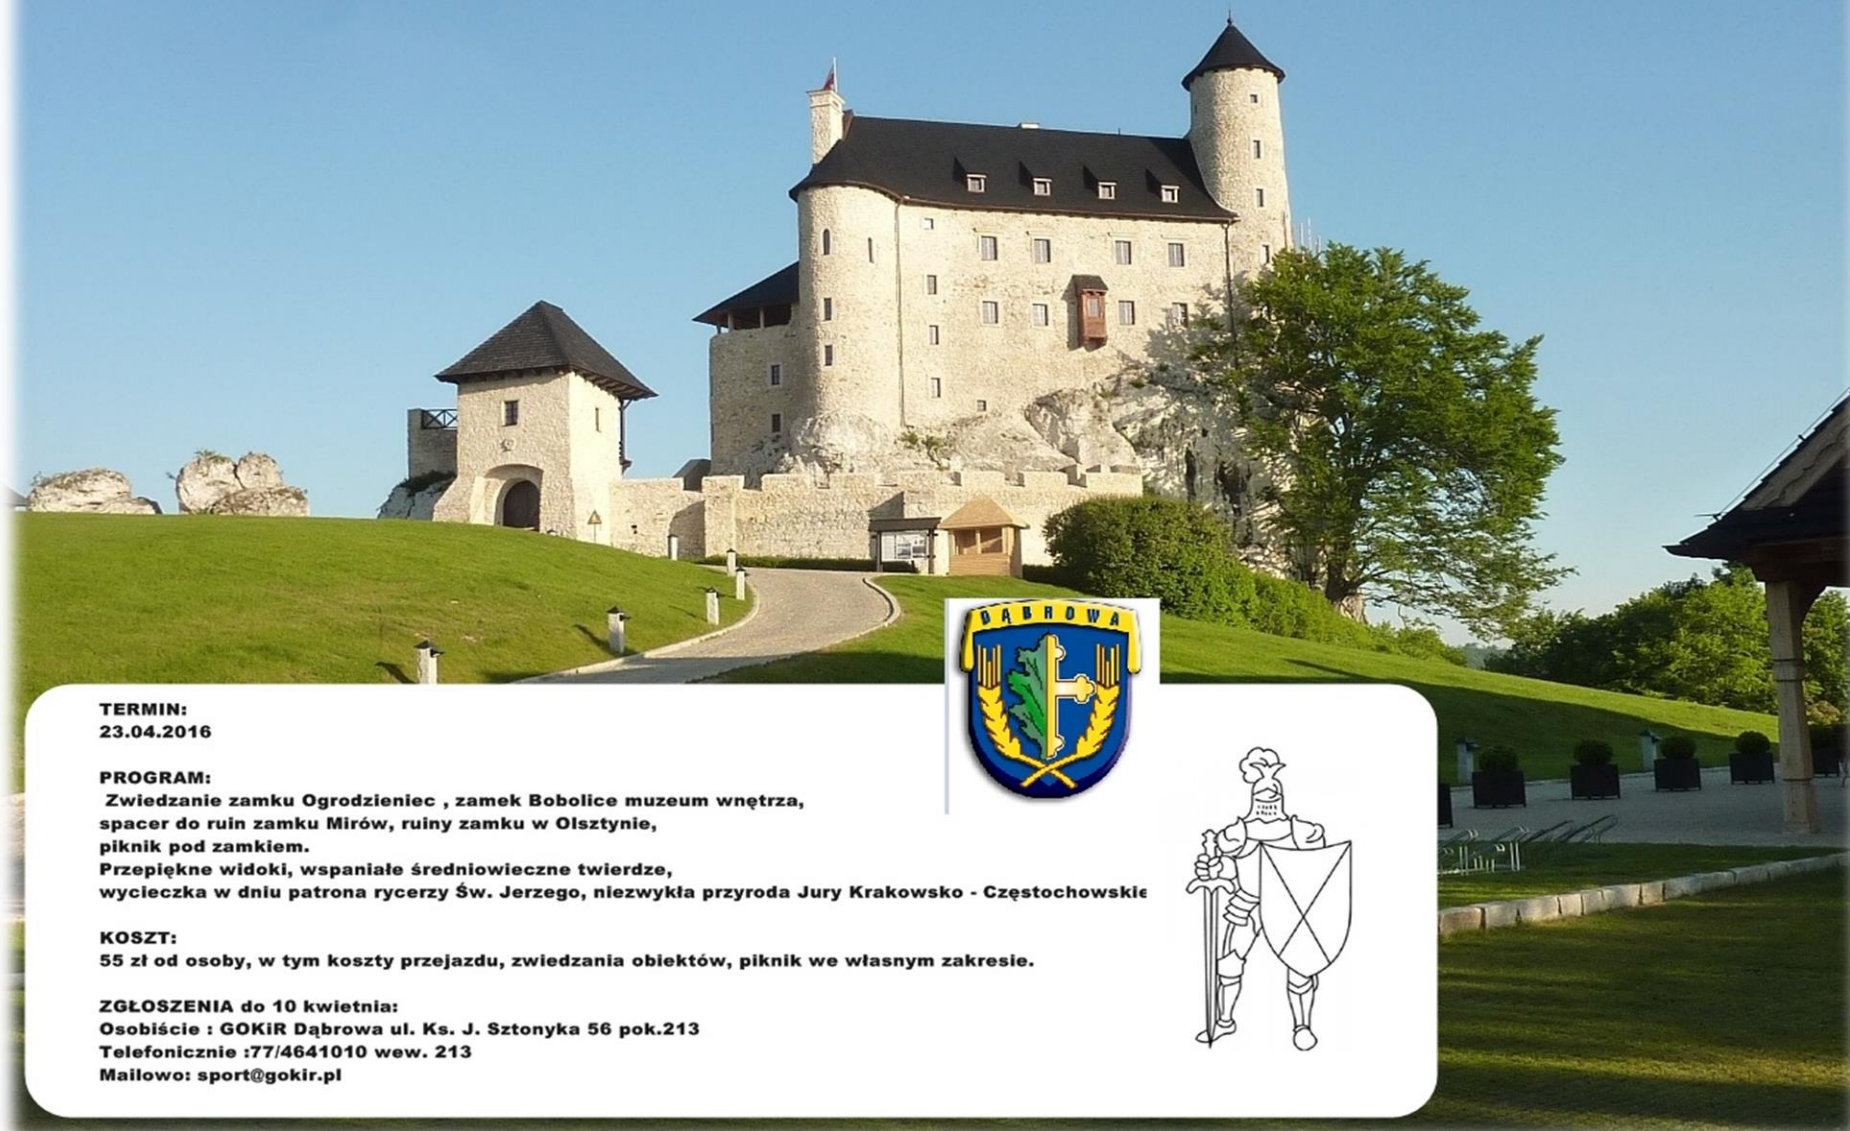 DĄBROWA
TERMIN:
23.04.2016
PROGRAM:
Zwiedzanie zamku Ogrodzieniec , zamek Bobolice muzeum wnętrza,
spacer do ruin zamku Mirów, ruiny zamku w Olsztynie,
piknik pod zamkiem.
Przepiękne widoki, wspaniałe średniowieczne twierdze,
wycieczka w dniu patrona rycerzy Św. Jerzego, niezwykła przyroda Jury Krakowsko - Częstochowskie
KOSZT:
55 zł od osoby, w tym koszty przejazdu, zwiedzania obiektów, piknik we własnym zakresie.
ZGŁOSZENIA do 10 kwietnia:
Osobiście : GOKiR Dąbrowa ul. Ks. J. Sztonyka 56 pok.213
Telefonicznie :77/4641010 wew. 213
Mailowo: sport@gokir.pl